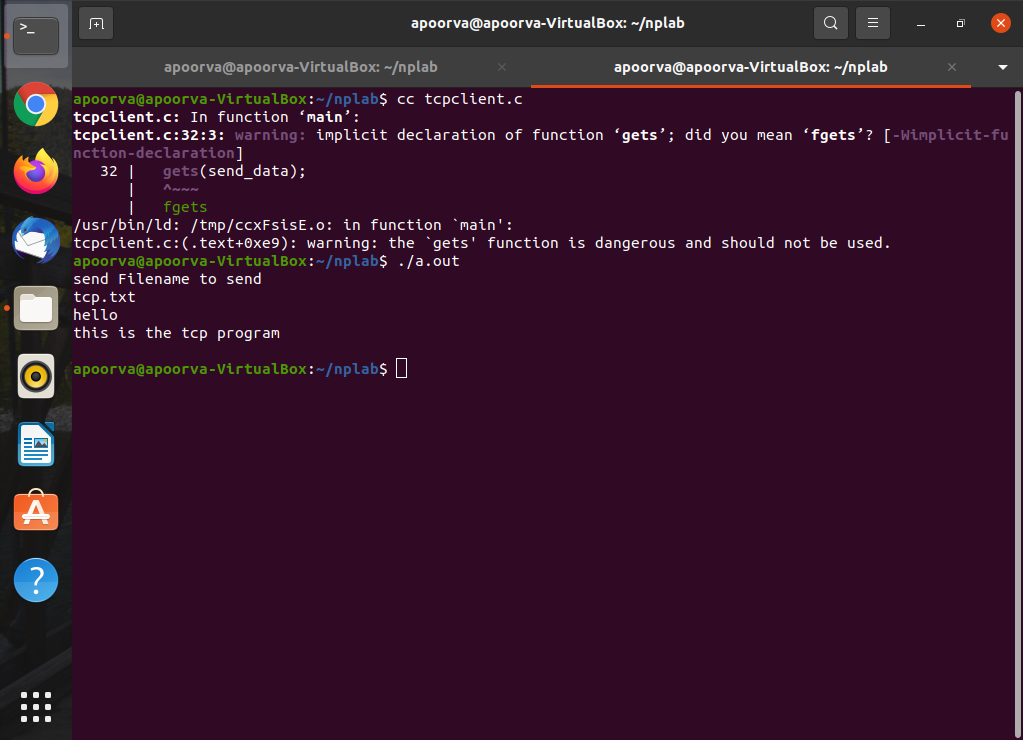 apoorva@apoorva-VirtualBox: ~/nplab
apoorva@apoorva-VirtualBox: ~/nplab
apoorva@apoorva-VirtualBox: ~/nplab
apoorva@apoorva-VirtualBox:~/nplab$ cc tcpclient.c
tcpclient.c: In function ‘main’:
tcpclient.c:32:3: warning: implicit declaration of function ‘gets’; did you mean ‘fgets’? [-Wimplicit-fu
nction-declaration]
   32 |   gets(send_data);
      |   ^~~~
      |   fgets
/usr/bin/ld: /tmp/ccxFsisE.o: in function `main':
tcpclient.c:(.text+0xe9): warning: the `gets' function is dangerous and should not be used.
apoorva@apoorva-VirtualBox:~/nplab$ ./a.out
send Filename to send
tcp.txt
hello
this is the tcp program
apoorva@apoorva-VirtualBox:~/nplab$